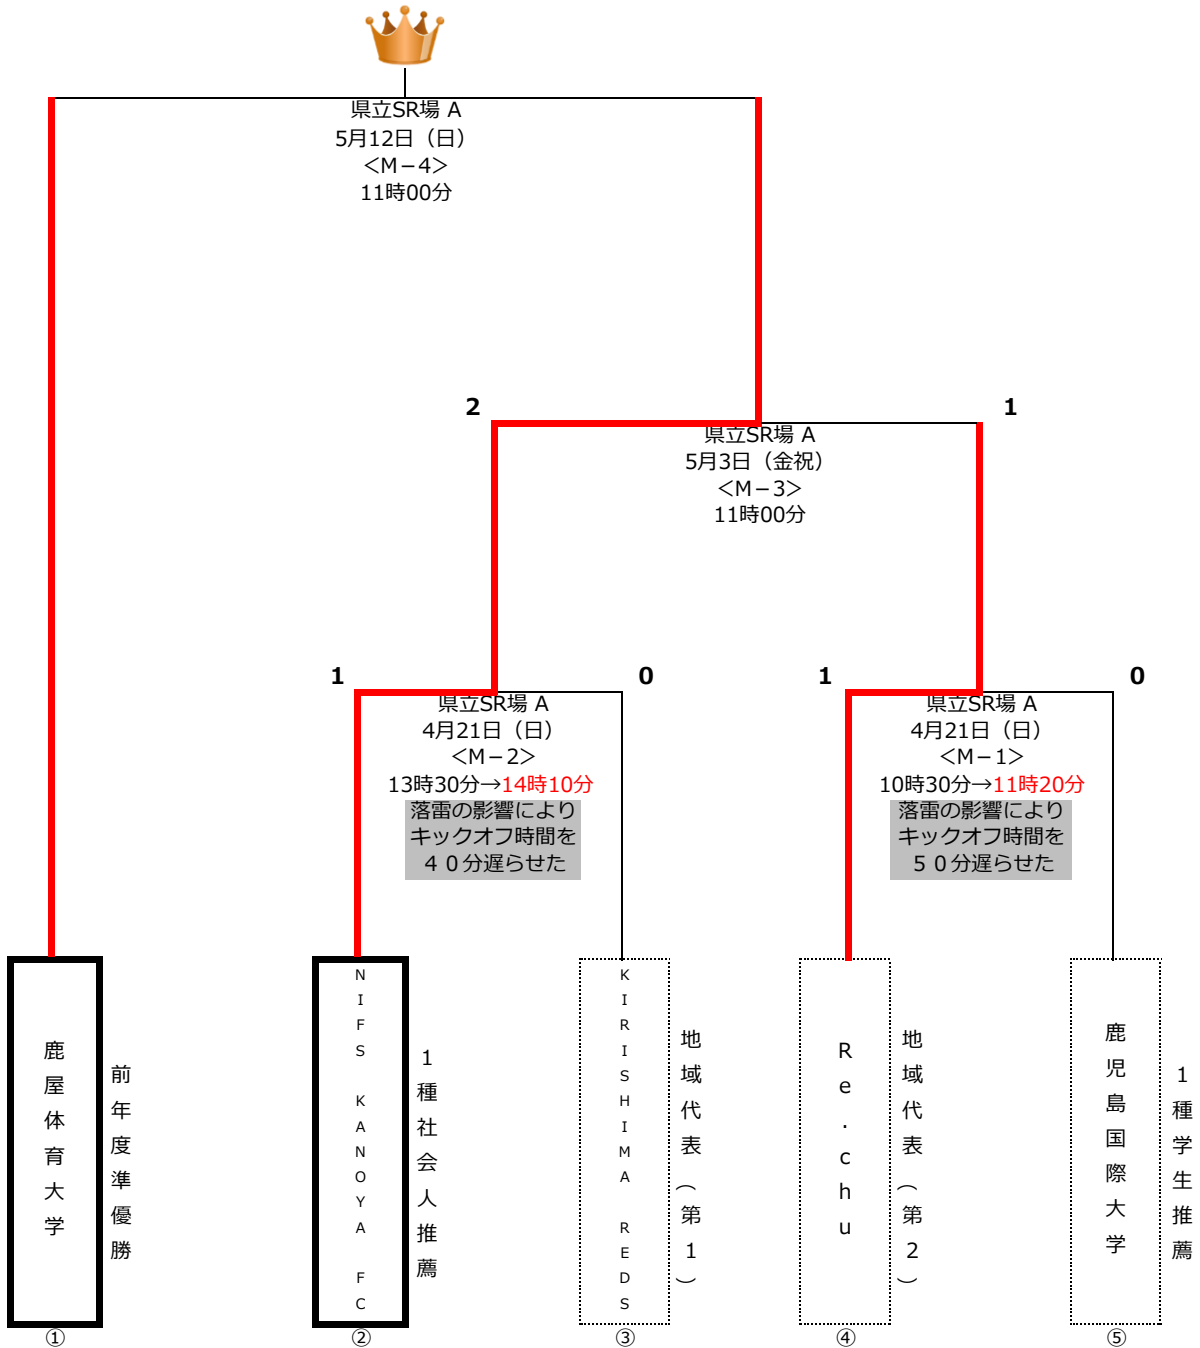 県立SR場 A
5月12日（日）
＜M－4＞
11時00分
2
1
県立SR場 A
5月3日（金祝）
＜M－3＞
11時00分
1
0
1
0
県立SR場 A
4月21日（日）
＜M－2＞
13時30分→14時10分
落雷の影響により
キックオフ時間を
４０分遅らせた
県立SR場 A
4月21日（日）
＜M－1＞
10時30分→11時20分
落雷の影響により
キックオフ時間を
５０分遅らせた
鹿屋体育大学
前年度準優勝
NIFS KANOYA FC
1種社会人推薦
KIRISHIMA REDS
地域代表（第1）
Re.chu
地域代表（第2）
鹿児島国際大学
1種学生推薦
①
②
③
④
⑤